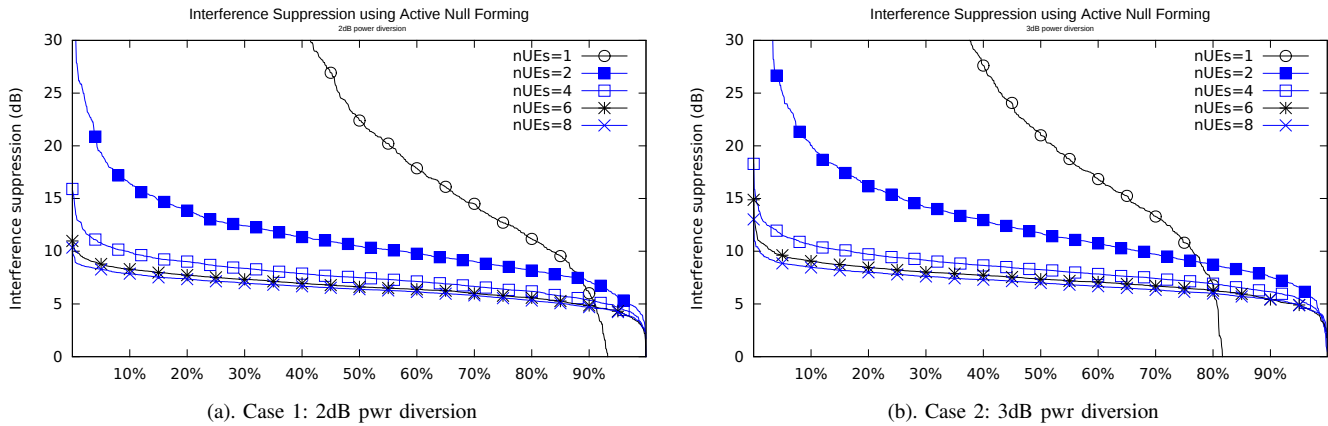 Interference Suppression using Active Null Forming
2dB power diversion
Interference suppression (dB)
30
25
20
15
10
5
0
nUEs=1
nUEs=2
nUEs=4
nUEs=6
nUEs=8
10% 20% 30% 40% 50% 60% 70% 80% 90%
(a). Case 1: 2dB pwr diversion
Interference Suppression using Active Null Forming
3dB power diversion
Interference suppression (dB)
30
25
20
15
10
5
0
nUEs=1
nUEs=2
nUEs=4
nUEs=6
nUEs=8
10% 20% 30% 40% 50% 60% 70% 80% 90%
(b). Case 2: 3dB pwr diversion